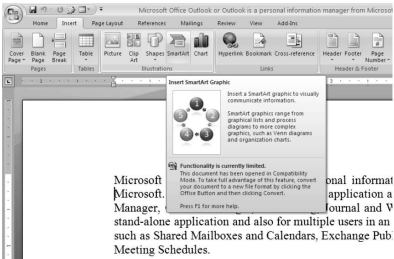 Microsoft Office Outlook or Outlook is a personal information manager from Microsof
Home Insert Page Layout References Mailings Review View Add-Ins
Cover Page Blank Page Page Break Table Picture Clip Art Shapes SmartArt Chart Hyperlink Bookmark Cross-reference Header Footer Page Number
Pages Tables Illustrations Links Header & Footer
Insert SmartArt Graphic
Insert a SmartArt graphic to visually
communicate information.
SmartArt graphics range from
graphical lists and process
diagrams to more complex
graphics, such as Venn diagrams
and organization charts.
Functionality is currently limited.
This document has been opened in Compatibility
Mode. To take full advantage of this feature, convert
your document to a new file format by clicking the
Office Button and then clicking Convert.
Press F1 for more help.
Microsoft onal informat
Microsoft. application a
Manager, ournal and W
stand-alone application and also for multiple users in an
such as Shared Mailboxes and Calendars, Exchange Publ
Meeting Schedules.